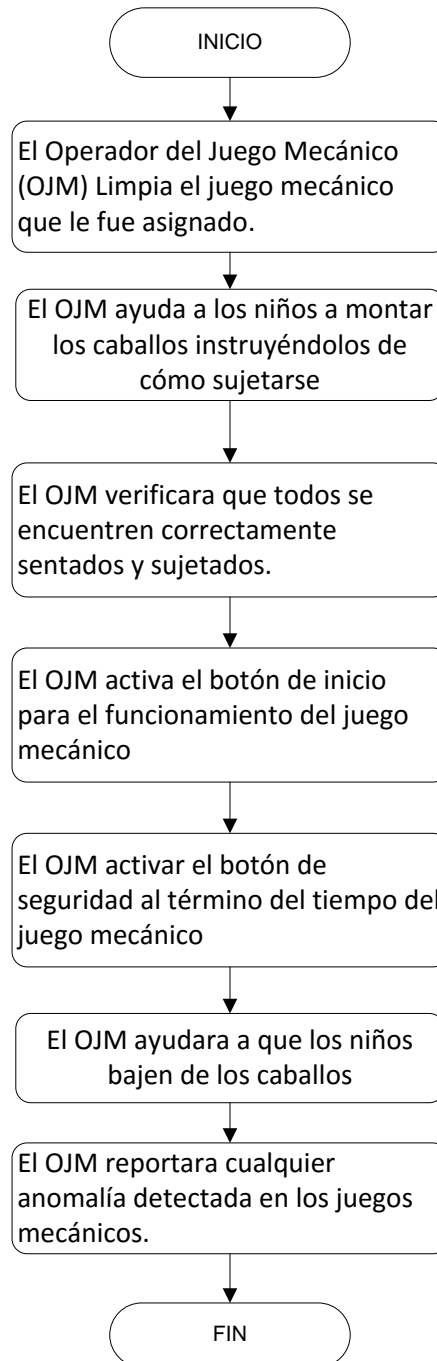 INICIO
El Operador del Juego Mecánico
(OJM) Limpia el juego mecánico
que le fue asignado.
El OJM ayuda a los niños a montar
los caballos instruyéndolos de
cómo sujetarse
El OJM verificara que todos se
encuentren correctamente
sentados y sujetados.
El OJM activa el botón de inicio
para el funcionamiento del juego
mecánico
El OJM activar el botón de
seguridad al término del tiempo del
juego mecánico
El OJM ayudara a que los niños
bajen de los caballos
El OJM reportara cualquier
anomalía detectada en los juegos
mecánicos.
FIN